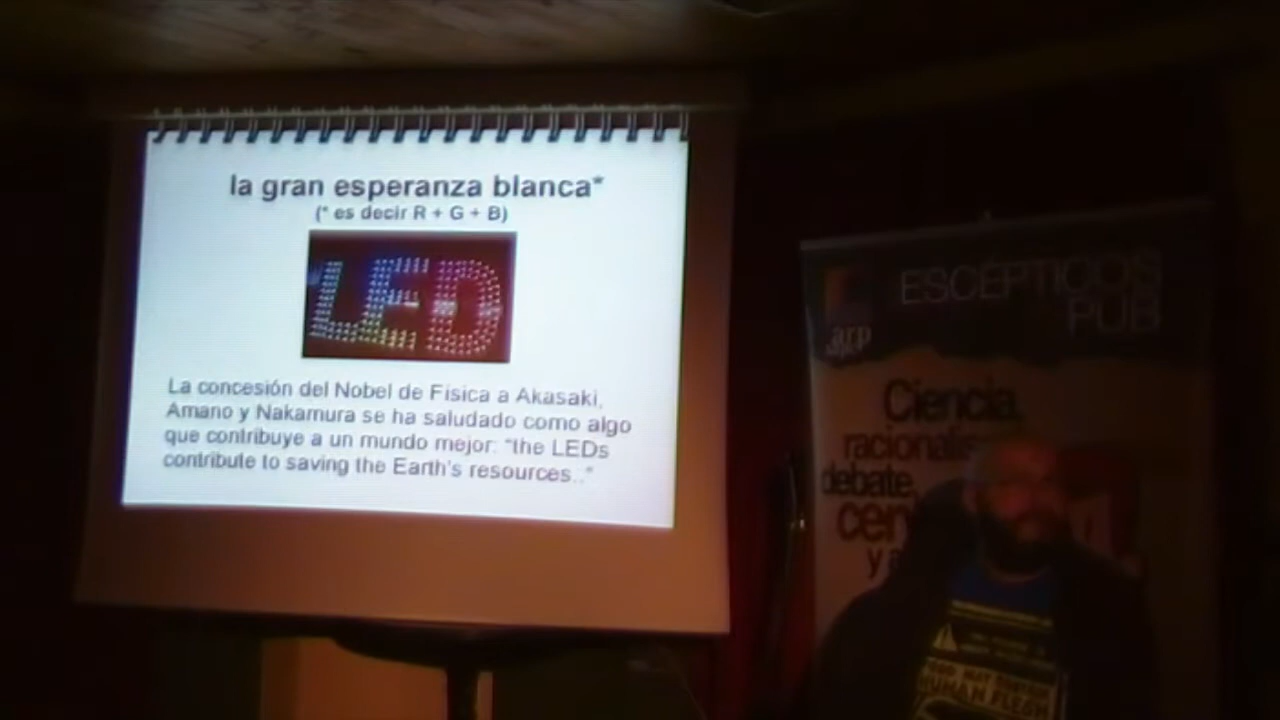 la gran esperanza blanca*
(* es decir R + G + B)
LED
La concesión del Nobel de Física a Akasaki,
Amano y Nakamura se ha saludado como algo
que contribuye a un mundo mejor: "the LEDs
contribute to saving the Earth's resources.."
ESCÉPTICOS
PUB
arp
Ciencia,
debate,
y
HUMAN FLESH